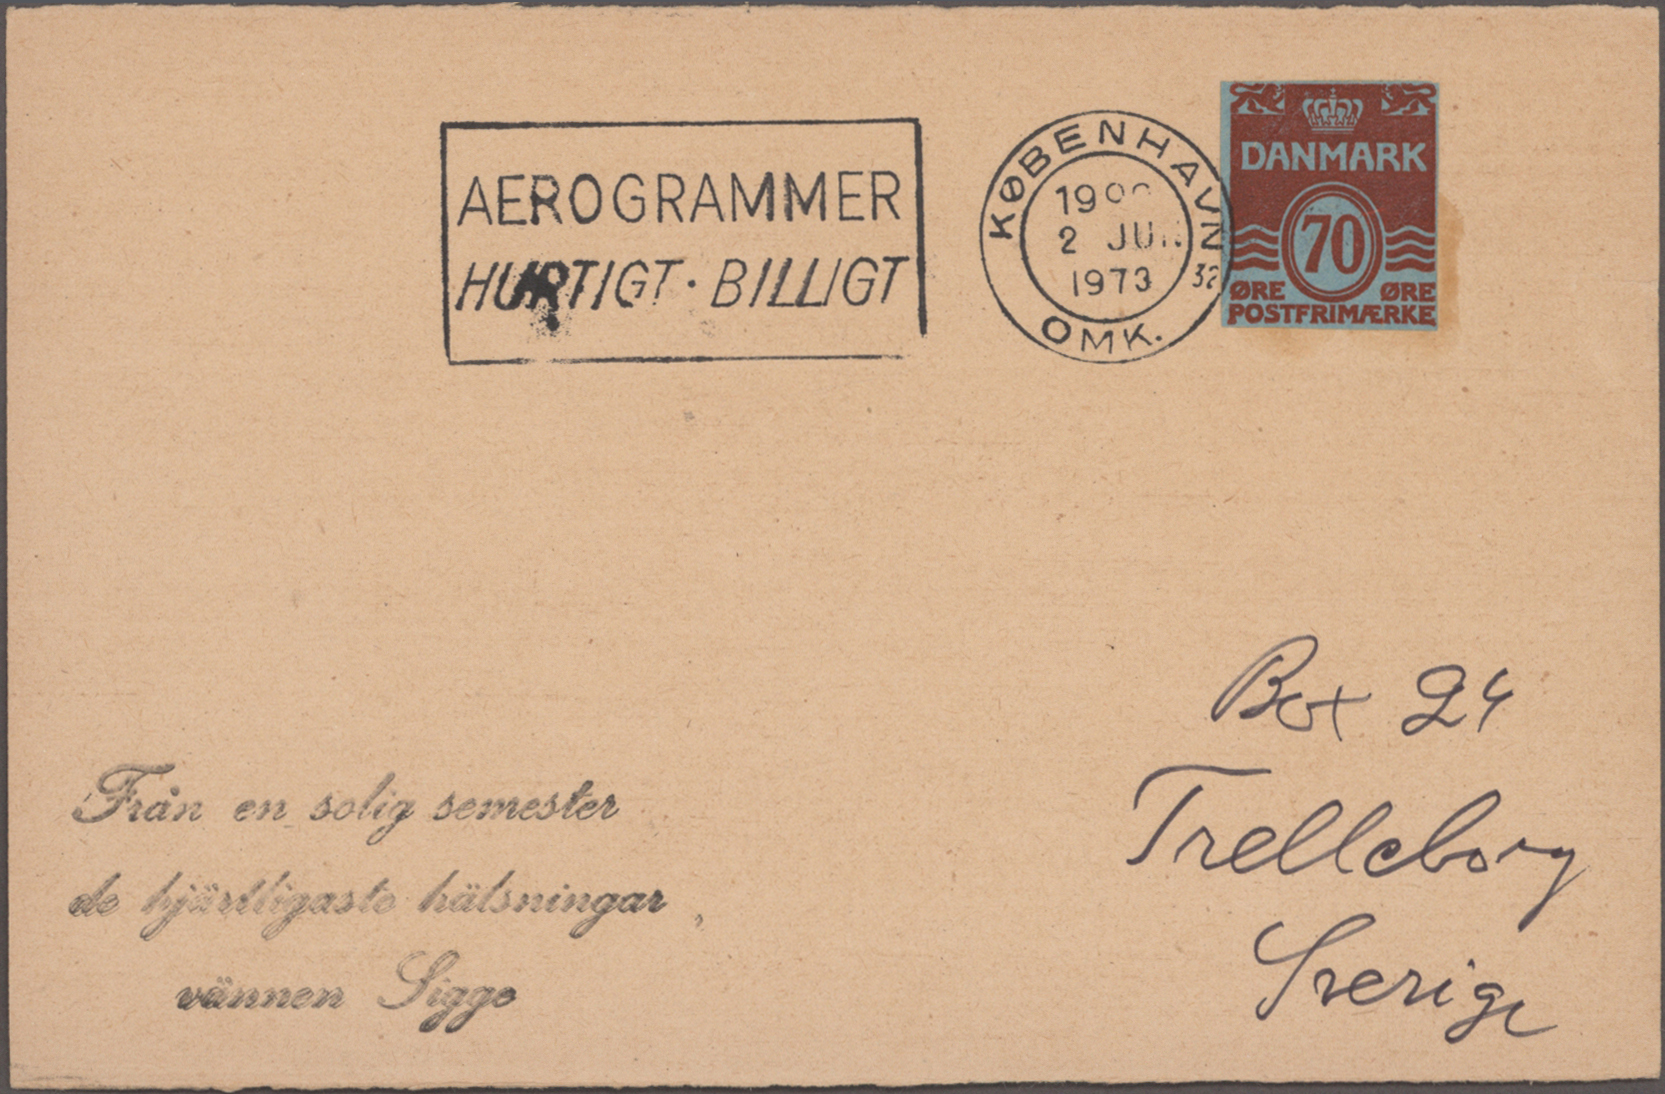 AEROGRAMMER
HURTIGT · BILLIGT
KØBENHAVN
2 JUN
1973
32
OMK.
DANMARK
70
ØRE ØRE
POSTFRIMÆRKE
Box 24
Trelleborg
Sverige
Från en solig semester
de hjärtligaste hälsningar,
vännen Sigge